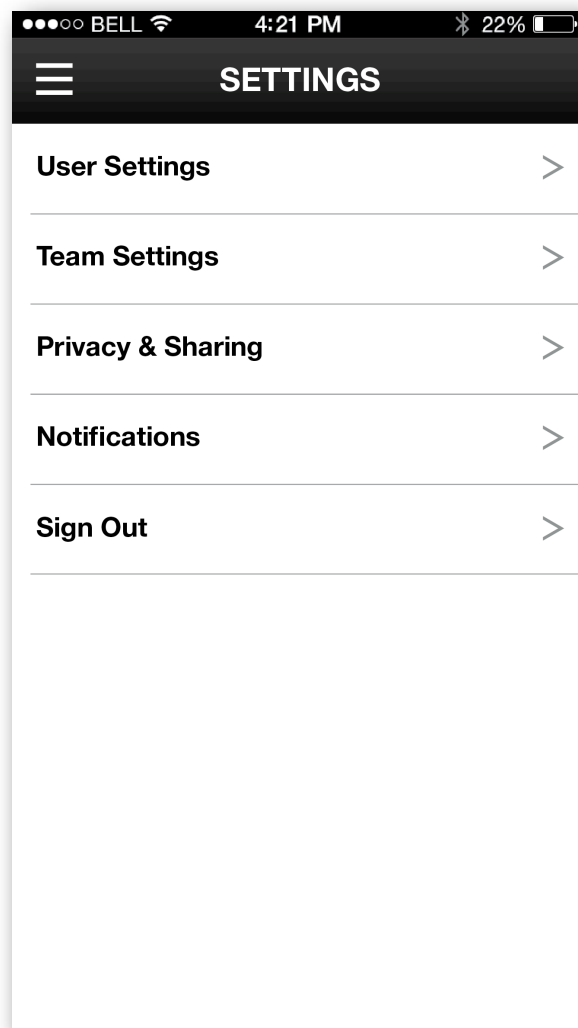 BELL 4:21 PM 22%
SETTINGS
User Settings >
Team Settings >
Privacy & Sharing >
Notifications >
Sign Out >